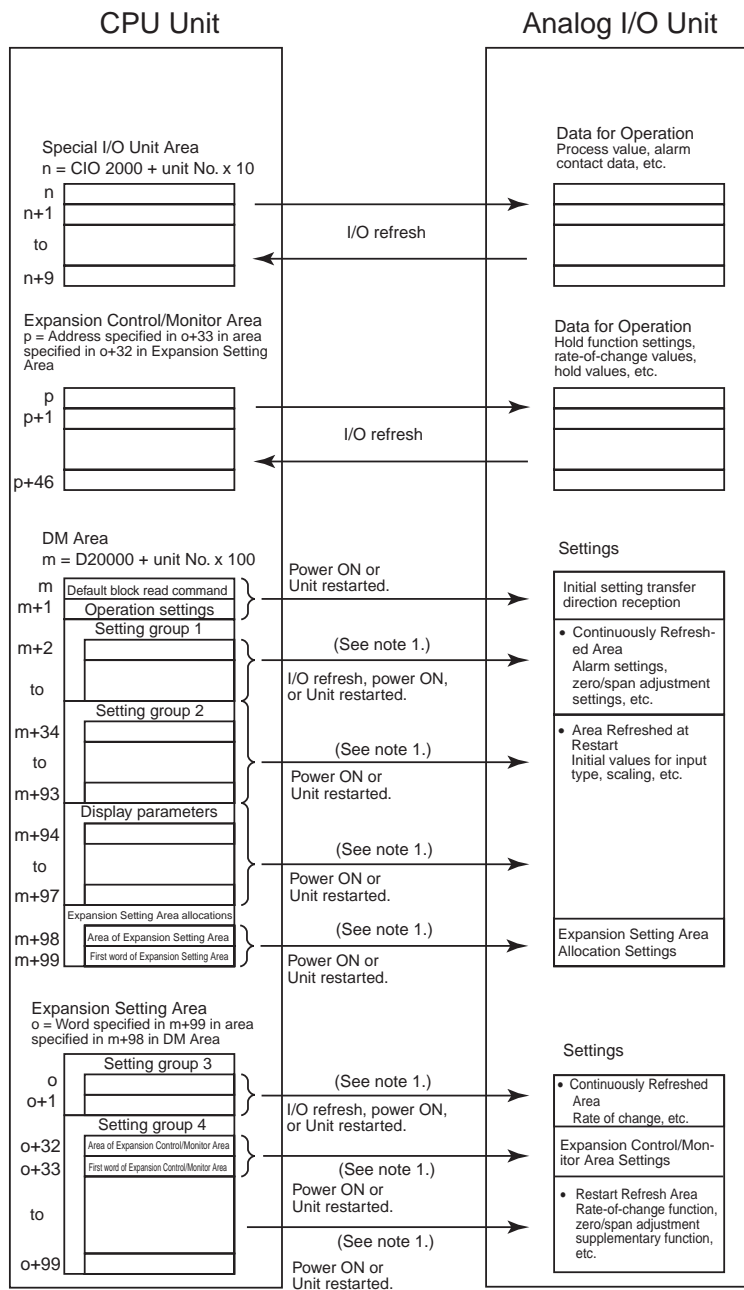 CPU Unit
Analog I/O Unit
Special I/O Unit Area
n = CIO 2000 + unit No. x 10
n
n+1
to
n+9
I/O refresh
Data for Operation
Process value, alarm
contact data, etc.
Expansion Control/Monitor Area
p = Address specified in o+33 in area
specified in o+32 in Expansion Setting
Area
p
p+1
p+46
I/O refresh
Data for Operation
Hold function settings,
rate-of-change values,
hold values, etc.
DM Area
m = D20000 + unit No. x 100
m
m+1
Default block read command
Operation settings
Power ON or
Unit restarted.
Settings
Initial setting transfer
direction reception
Setting group 1
m+2
to
(See note 1.)
I/O refresh, power ON,
or Unit restarted.
• Continuously Refresh-
ed Area
Alarm settings,
zero/span adjustment
settings, etc.
Setting group 2
m+34
to
m+93
(See note 1.)
Power ON or
Unit restarted.
• Area Refreshed at
Restart
Initial values for input
type, scaling, etc.
Display parameters
m+94
to
m+97
(See note 1.)
Power ON or
Unit restarted.
Expansion Setting Area allocations
m+98
Area of Expansion Setting Area
m+99
First word of Expansion Setting Area
(See note 1.)
Power ON or
Unit restarted.
Expansion Setting Area
Allocation Settings
Expansion Setting Area
o = Word specified in m+99 in area
specified in m+98 in DM Area
Setting group 3
o
o+1
(See note 1.)
I/O refresh, power ON,
or Unit restarted.
Settings
• Continuously Refreshed
Area
Rate of change, etc.
Setting group 4
o+32
Area of Expansion Control/Monitor Area
o+33
First word of Expansion Control/Monitor Area
(See note 1.)
Power ON or
Unit restarted.
Expansion Control/Mon-
itor Area Settings
to
o+99
(See note 1.)
Power ON or
Unit restarted.
• Restart Refresh Area
Rate-of-change function,
zero/span adjustment
supplementary function,
etc.